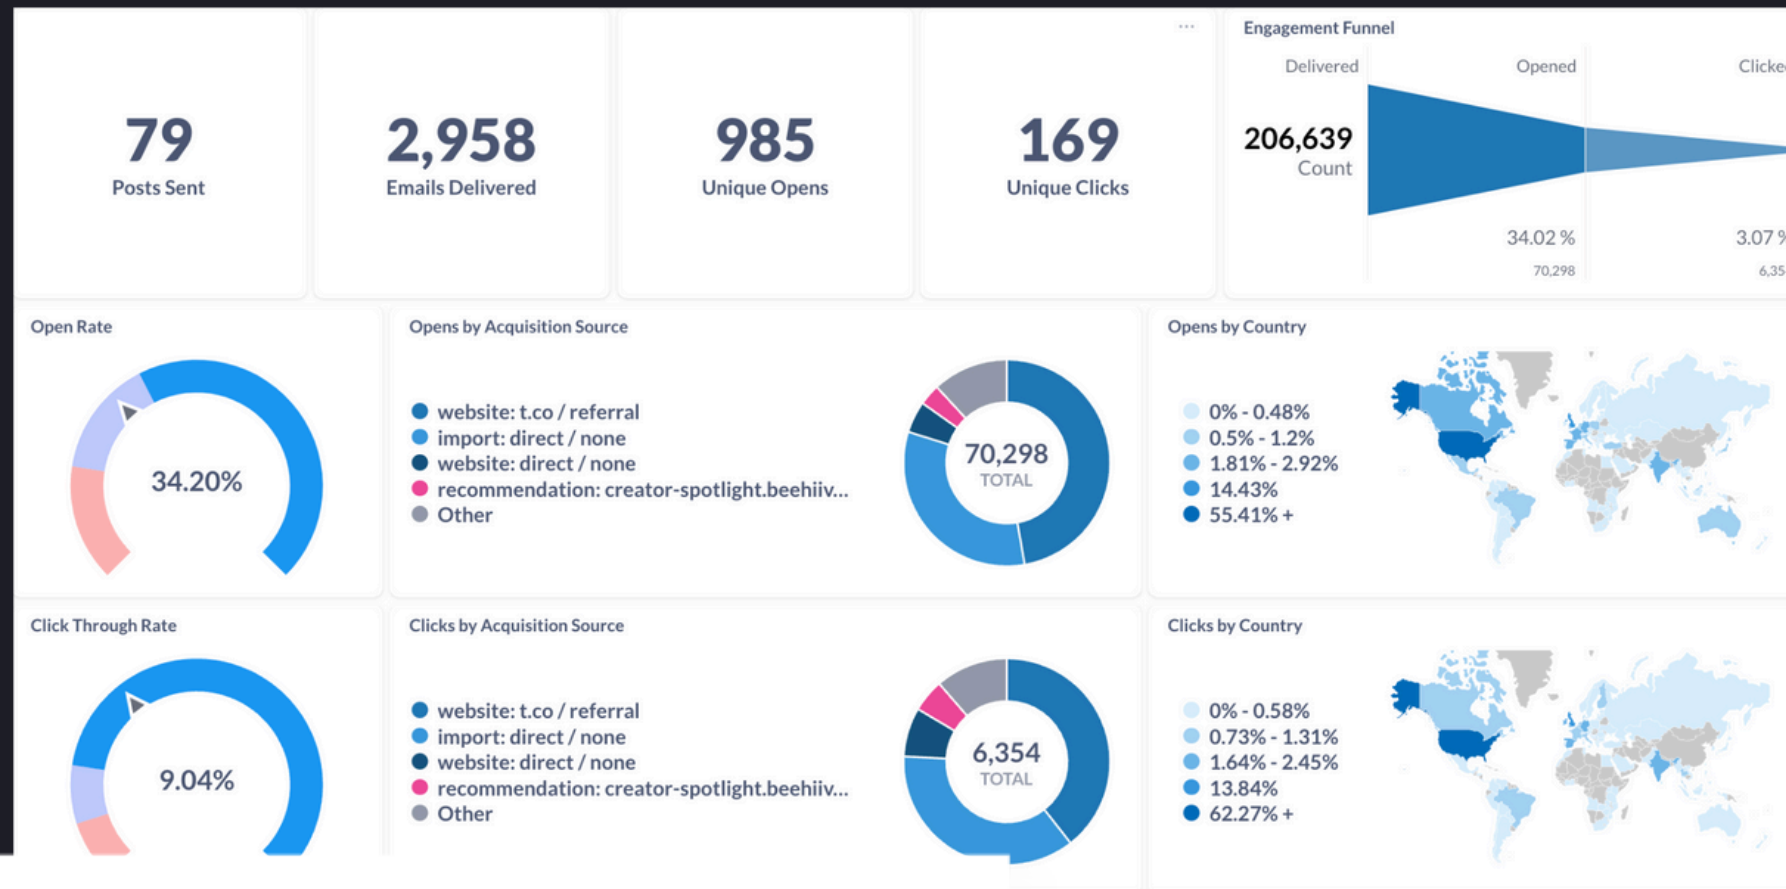 79
Posts Sent
2,958
Emails Delivered
985
Unique Opens
...
169
Unique Clicks
Engagement Funnel
Delivered
Opened
206,639
Count
34.02 %
70,298
3.07 %
Open Rate
34.20%
Opens by Acquisition Source
website: t.co / referral
import: direct / none
website: direct / none
recommendation: creator-spotlight.beehiiv...
Other
70,298
TOTAL
Opens by Country
0% - 0.48%
0.5% - 1.2%
1.81% - 2.92%
14.43%
55.41% +
Click Through Rate
9.04%
Clicks by Acquisition Source
website: t.co / referral
import: direct / none
website: direct / none
recommendation: creator-spotlight.beehiiv...
Other
6,354
TOTAL
Clicks by Country
0% - 0.58%
0.73% - 1.31%
1.64% - 2.45%
13.84%
62.27% +